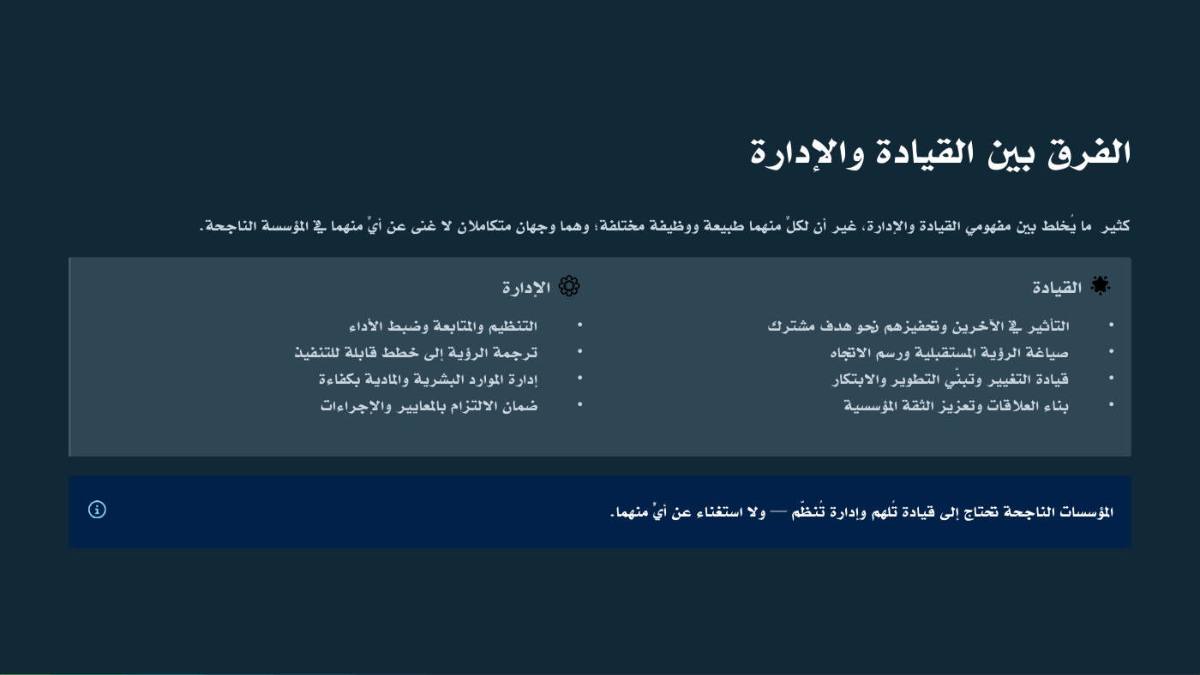 الفرق بين القيادة والإدارة
كثير ما يُخلط بين مفهومي القيادة والإدارة، غير أن لكلٍّ منهما طبيعة ووظيفة مختلفة؛ وهما وجهان متكاملان لا غنى عن أيٍّ منهما في المؤسسة الناجحة.
القيادة
• التأثير في الآخرين وتحفيزهم نحو هدف مشترك
• صياغة الرؤية المستقبلية ورسم الاتجاه
• قيادة التغيير وتبنّي التطوير والابتكار
• بناء العلاقات وتعزيز الثقة المؤسسية
الإدارة
• التنظيم والمتابعة وضبط الأداء
• ترجمة الرؤية إلى خطط قابلة للتنفيذ
• إدارة الموارد البشرية والمادية بكفاءة
• ضمان الالتزام بالمعايير والإجراءات
المؤسسات الناجحة تحتاج إلى قيادة تُلهم وإدارة تُنظّم — ولا استغناء عن أيٍّ منهما.